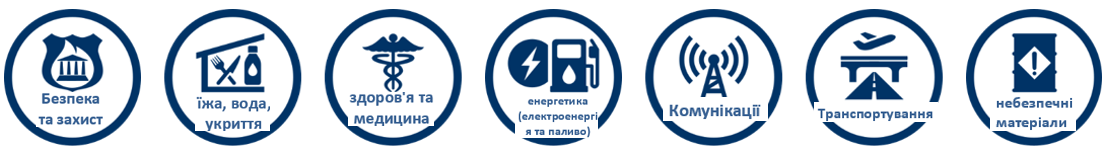 Безпека
та захист
їжа, вода,
укриття
здоров'я та
медицина
енергетика
(електроенергі
я та паливо)
Комунікації
Транспортування
небезпечні
матеріали